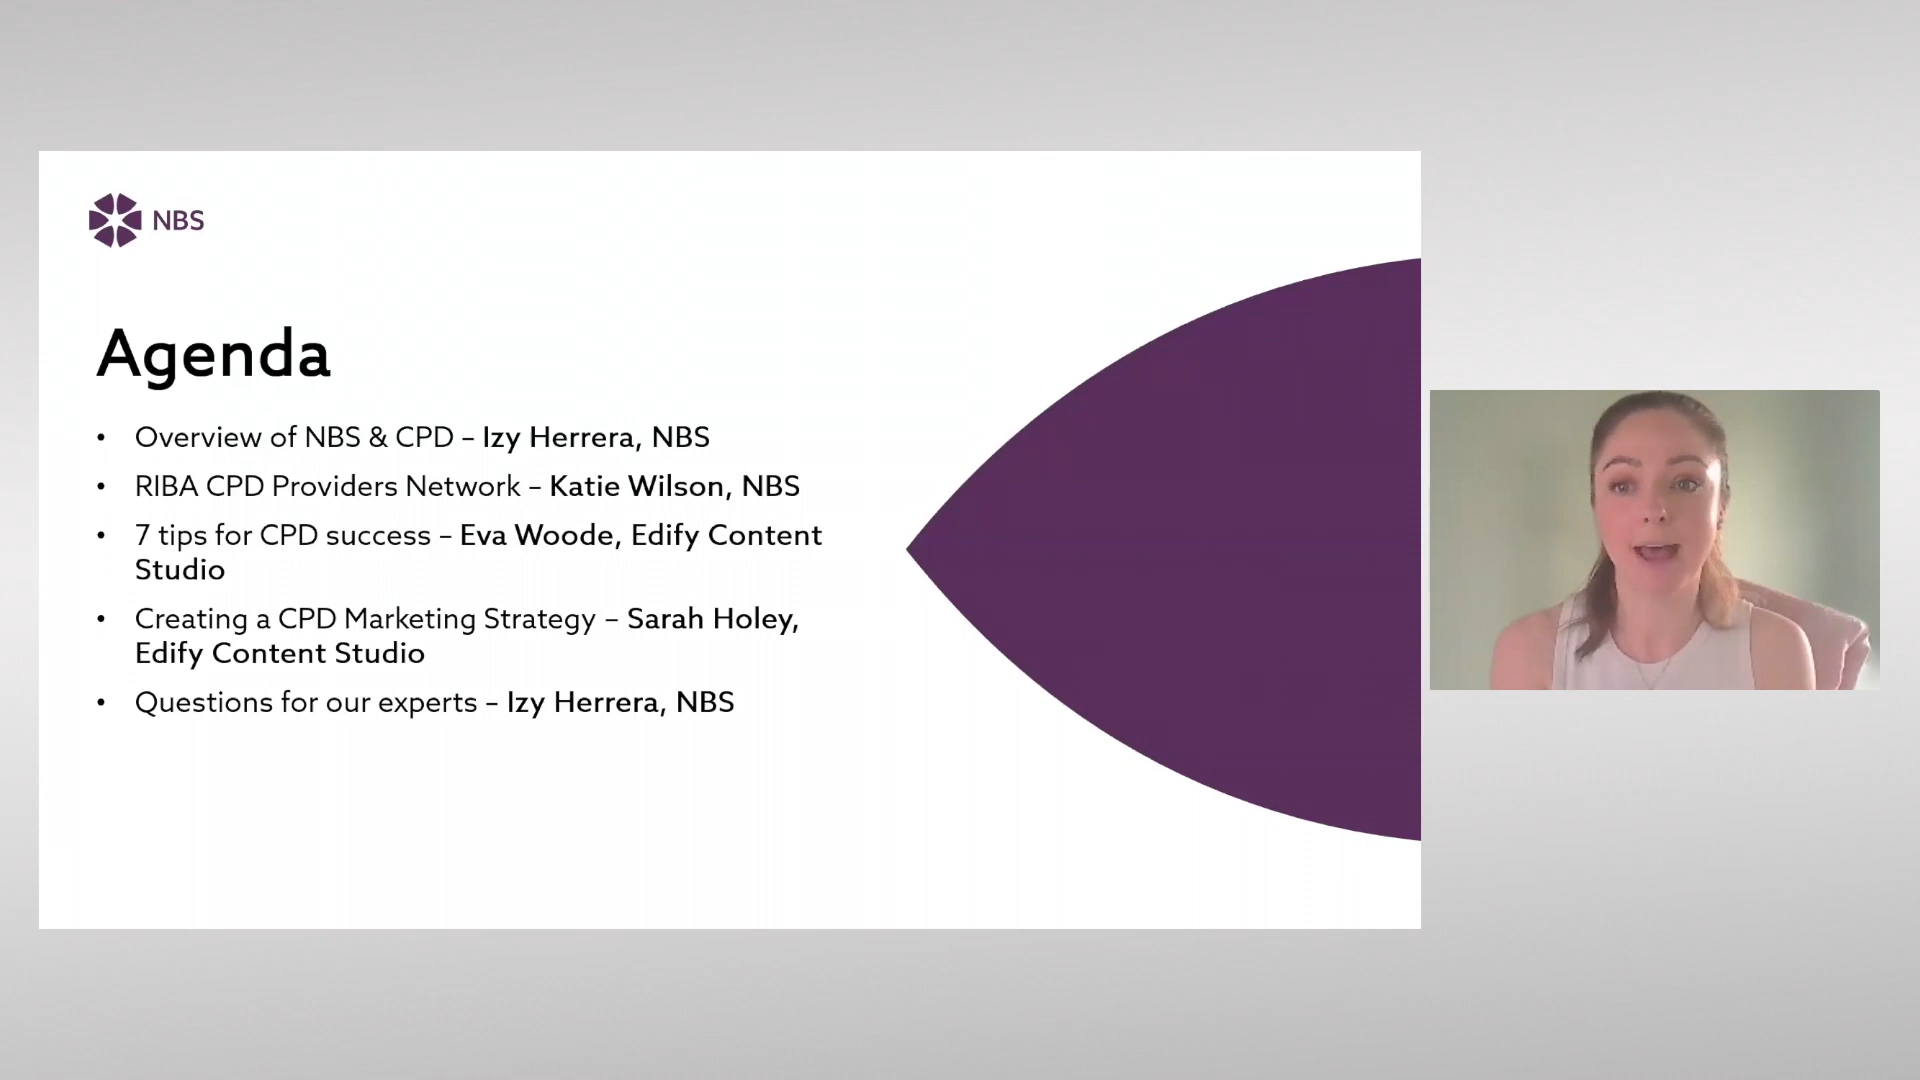 NBS
Agenda
• Overview of NBS & CPD – Izy Herrera, NBS
• RIBA CPD Providers Network – Katie Wilson, NBS
• 7 tips for CPD success – Eva Woode, Edify Content
Studio
• Creating a CPD Marketing Strategy – Sarah Holey,
Edify Content Studio
• Questions for our experts – Izy Herrera, NBS